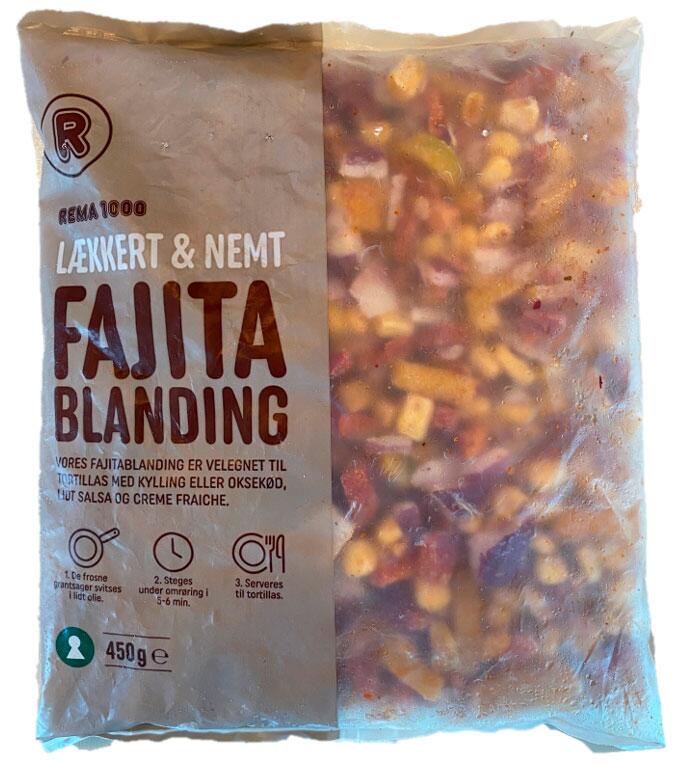 R
REMA 1000
LÆKKERT & NEMT
FAJITA
BLANDING
VORES FAJITABLANDING ER VELEGNET TIL
TORTILLAS MED KYLLING ELLER OKSEKØD,
LIDT SALSA OG CREME FRAICHE.
1. De frosne
grøntsager svitses
i lidt olie.
2. Steges
under omrøring i
5-6 min.
3. Serveres
til tortillas.
450 g e